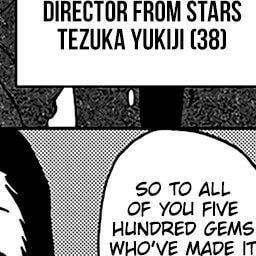 DIRECTOR FROM STARS
TEZUKA YUKIJI (38)
SO TO ALL
OF YOU FIVE
HUNDRED GEMS
WHO'VE MADE IT